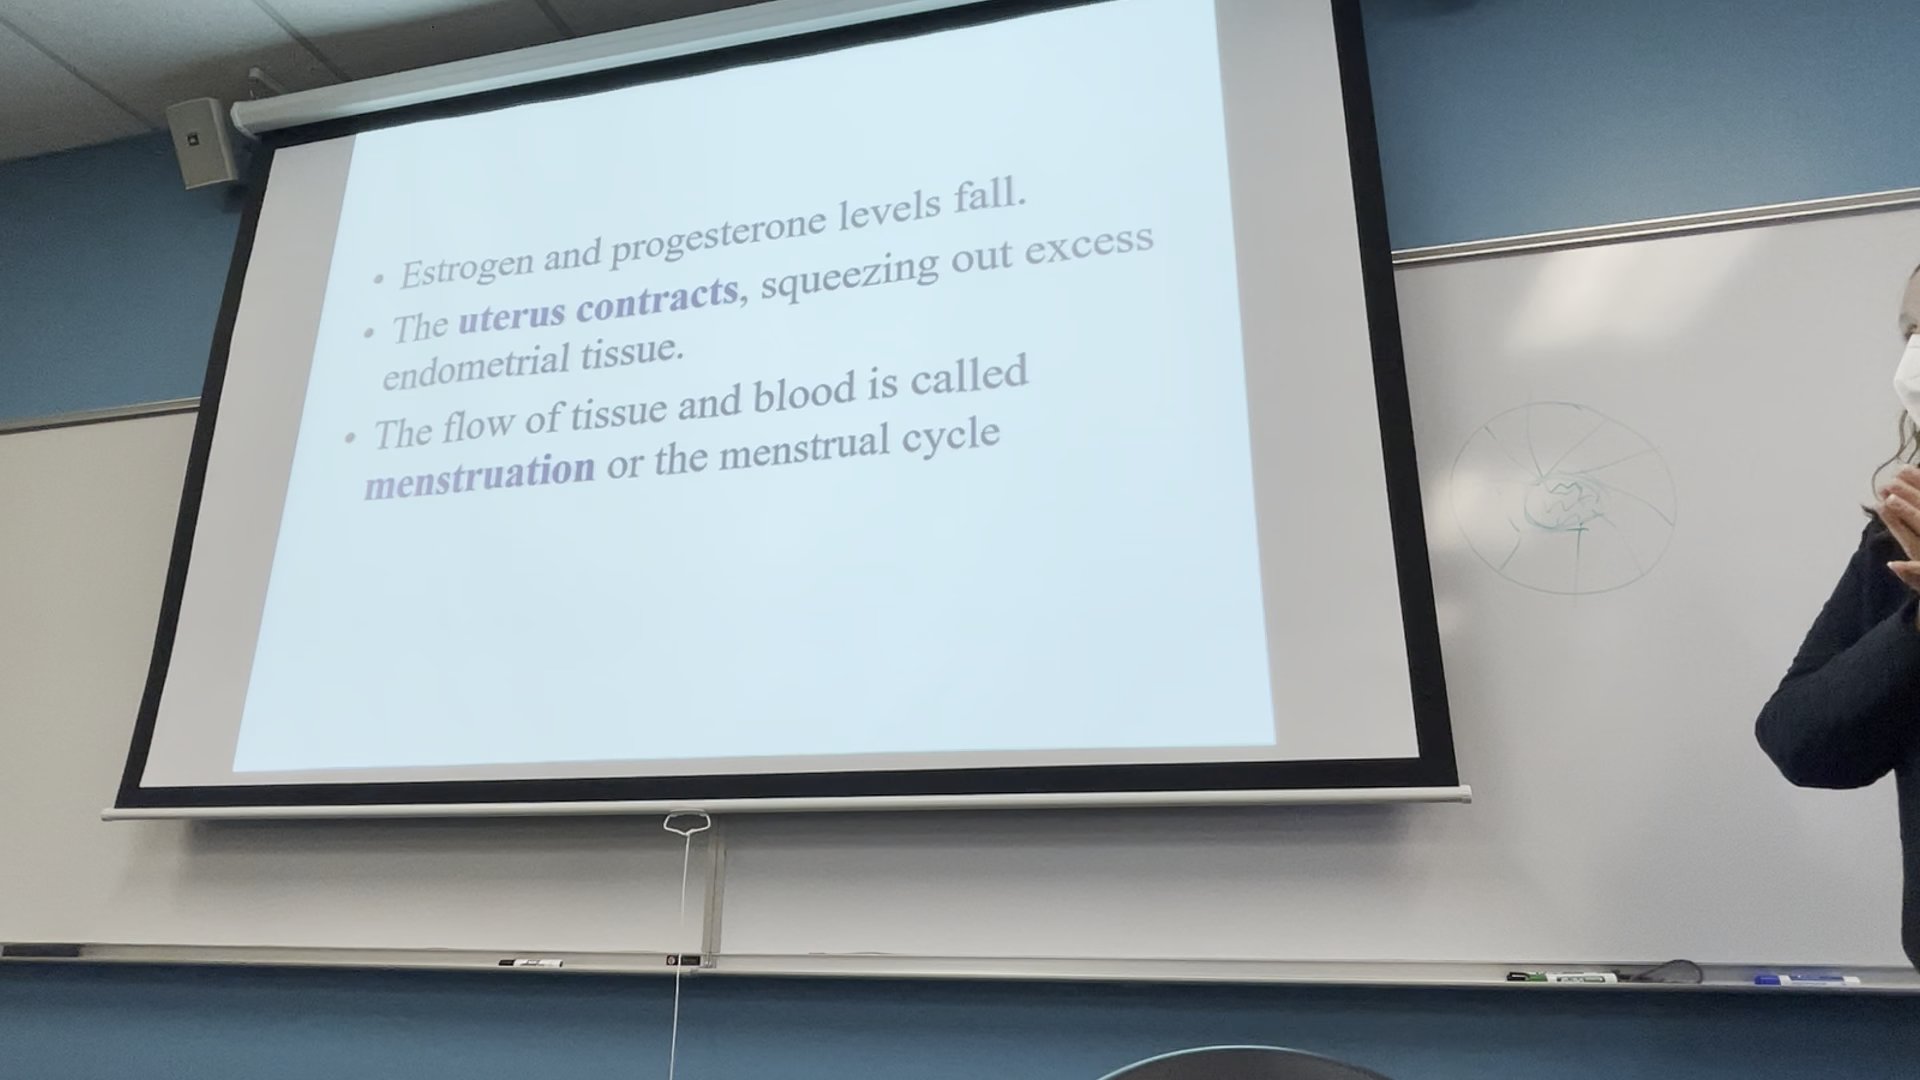 • Estrogen and progesterone levels fall.
• The uterus contracts, squeezing out excess
endometrial tissue.
• The flow of tissue and blood is called
menstruation or the menstrual cycle